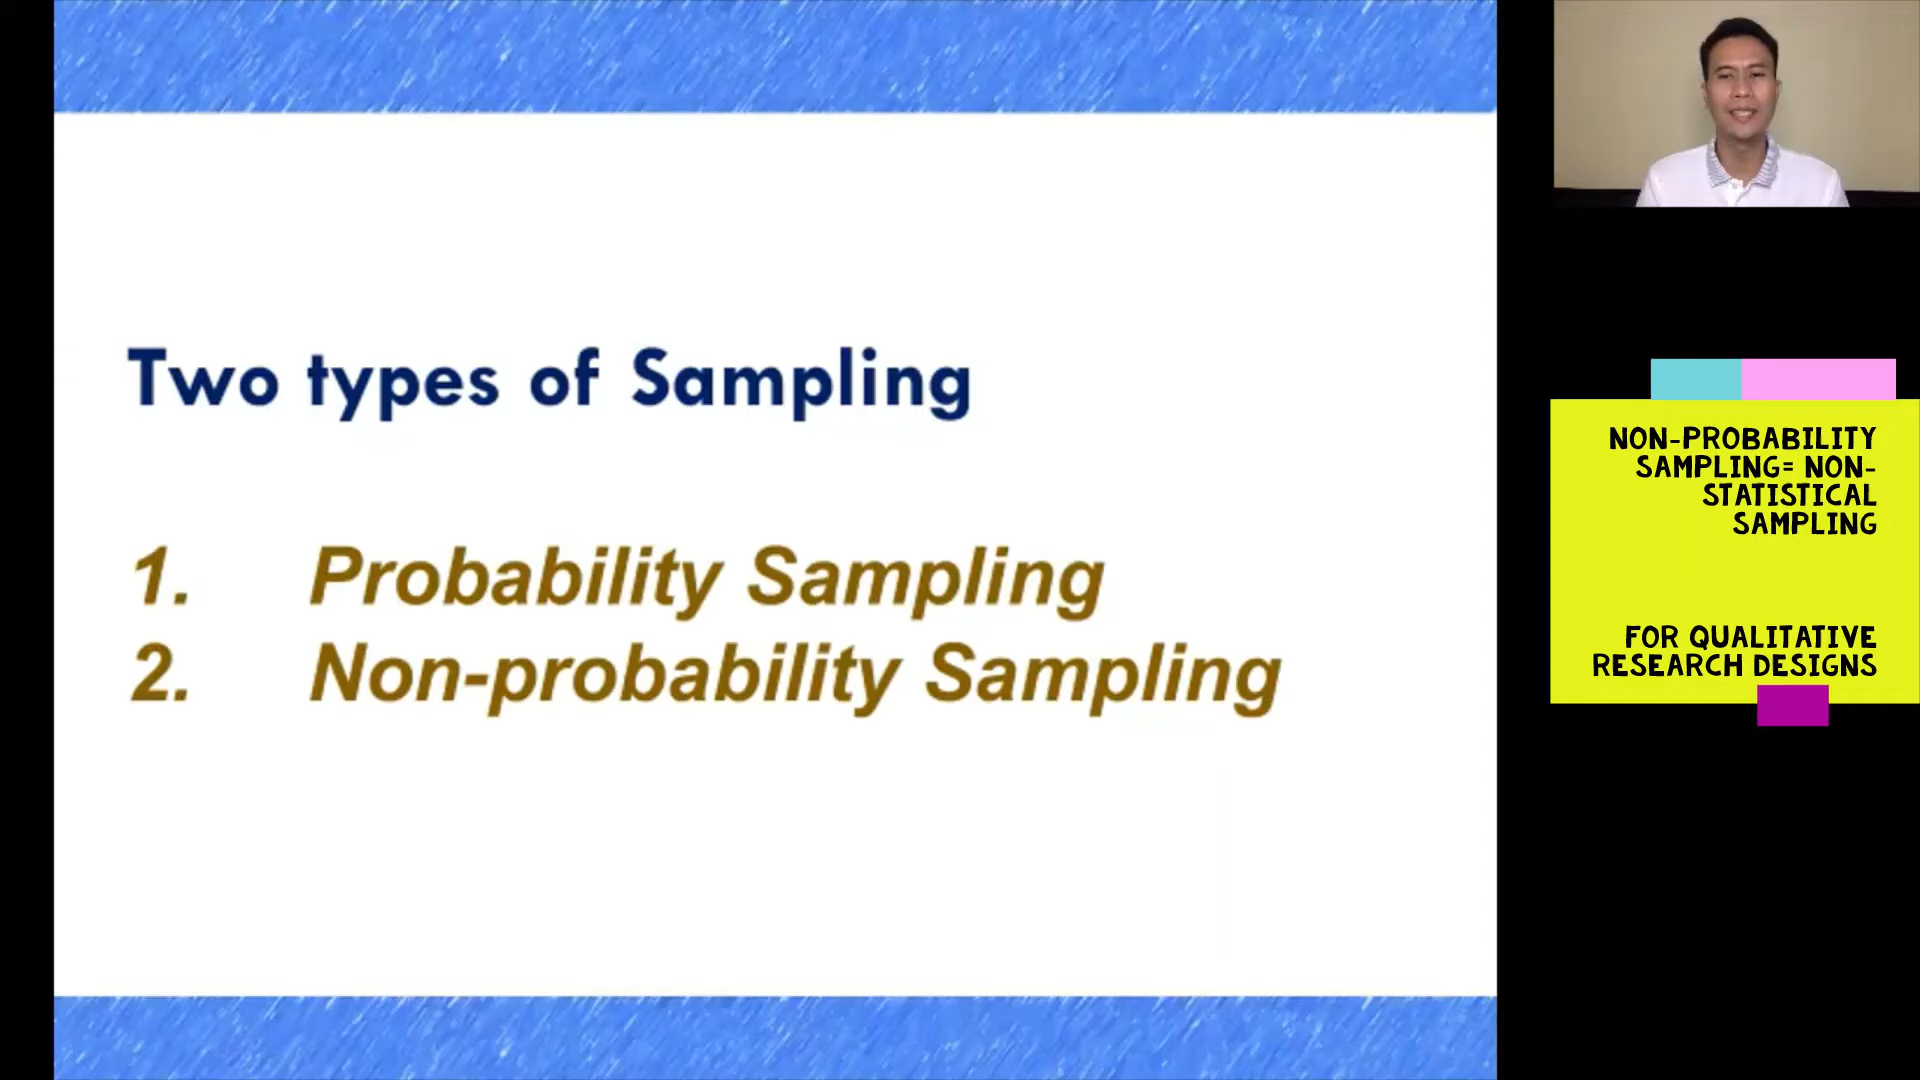 Two types of Sampling
1. Probability Sampling
2. Non-probability Sampling
NON-PROBABILITY
SAMPLING= NON-
STATISTICAL
SAMPLING
FOR QUALITATIVE
RESEARCH DESIGNS